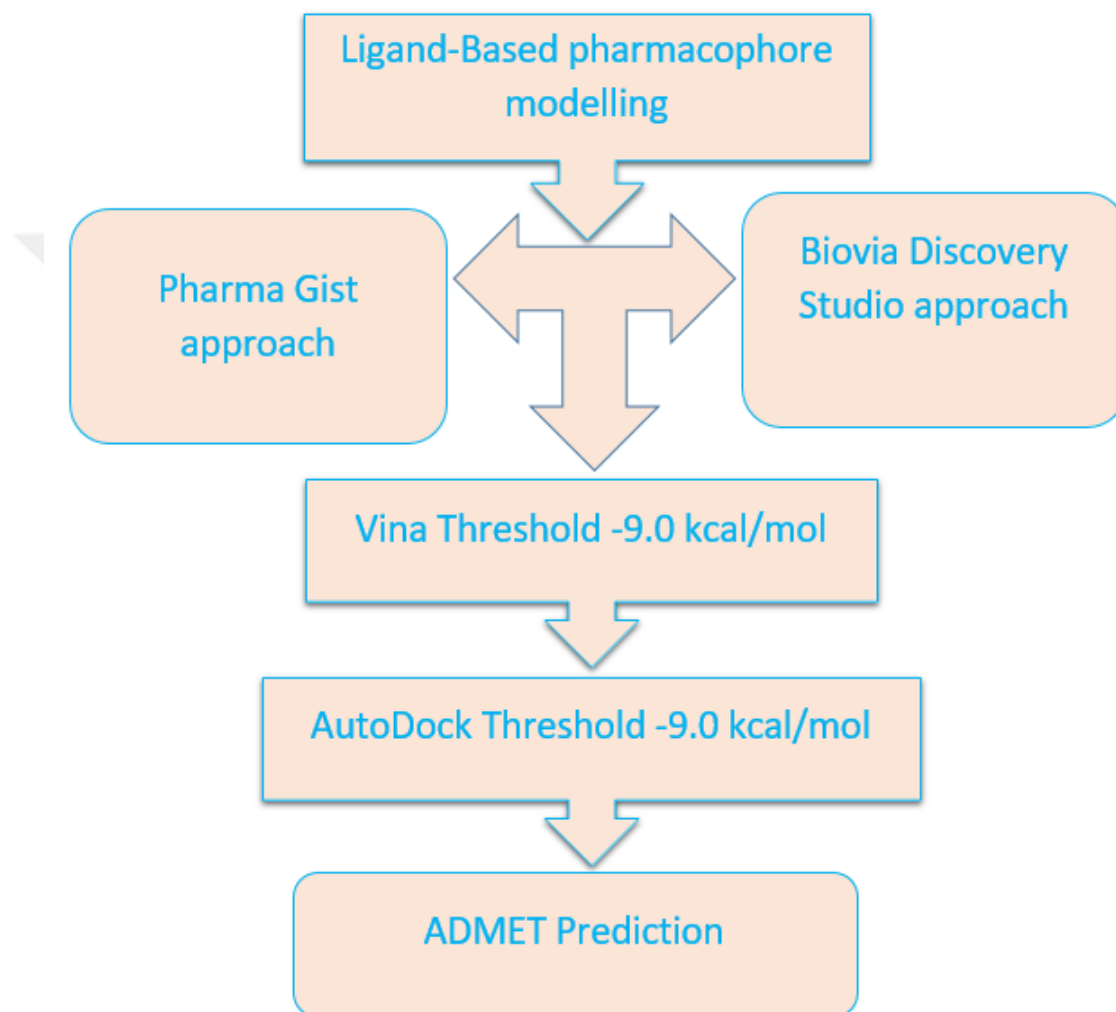 Ligand-Based pharmacophore
modelling
Pharma Gist
approach
Biovia Discovery
Studio approach
Vina Threshold -9.0 kcal/mol
AutoDock Threshold -9.0 kcal/mol
ADMET Prediction